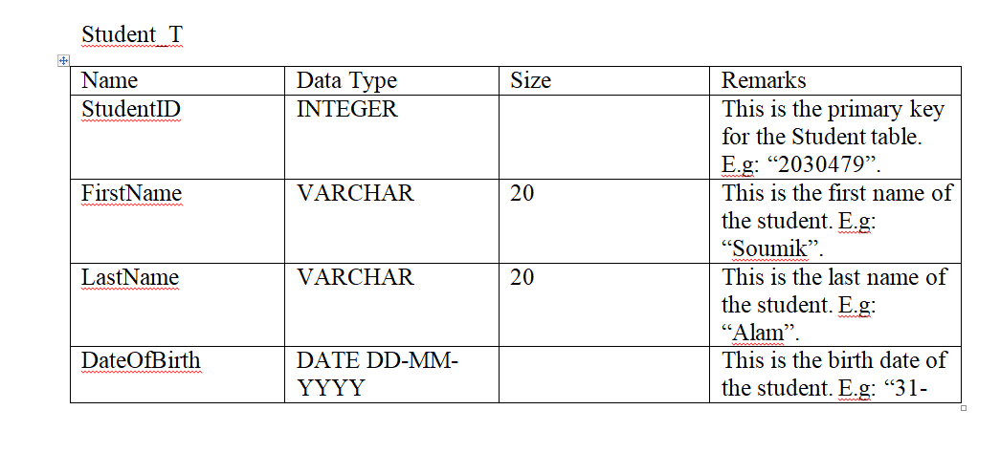 Student_T
Name Data Type Size Remarks
StudentID INTEGER This is the primary key
for the Student table.
E.g: “2030479”.
FirstName VARCHAR 20 This is the first name of
the student. E.g:
“Soumik”.
LastName VARCHAR 20 This is the last name of
the student. E.g:
“Alam”.
DateOfBirth DATE DD-MM- This is the birth date of
YYYY the student. E.g: “31-